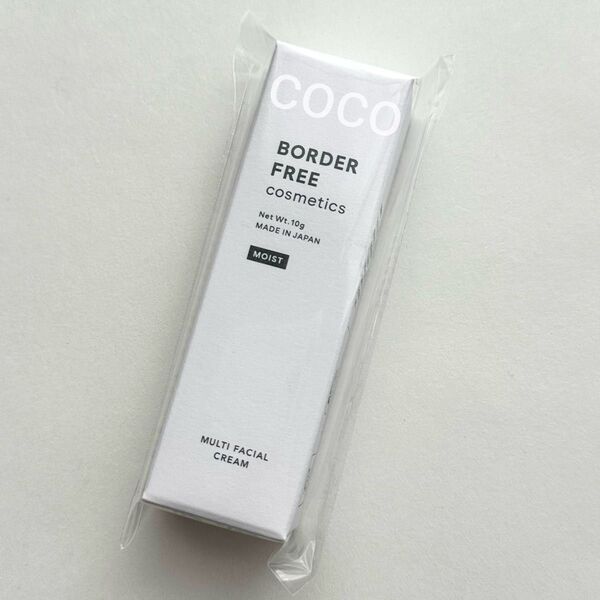 COCO
BORDER
FREE
cosmetics
Net Wt. 10g
MADE IN JAPAN
MOIST
MULTI FACIAL
CREAM